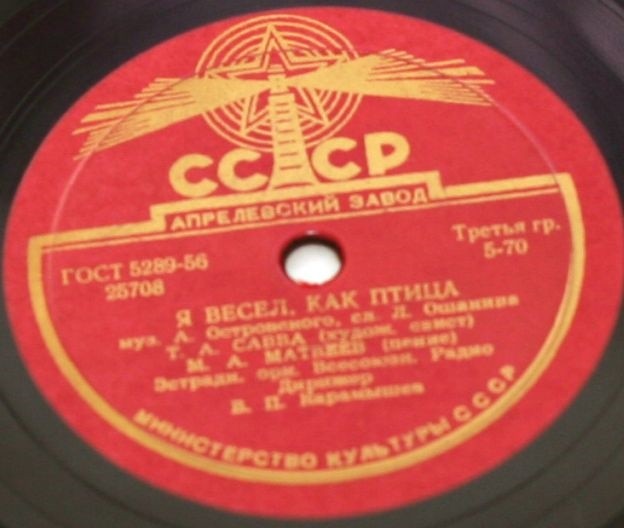 СССР
АПРЕЛЕВСКИЙ ЗАВОД
ГОСТ 5289-56
25708
Третья гр.
5-70
Я ВЕСЕЛ, КАК ПТИЦА
муз. А. Островского, сл. Л. Ошанина
Т. А. САВВА (худож. свист)
М. А. МАТВЕЕВ (пение)
Эстрадн. орк. Всесоюзн. Радио
Дирижер
В. П. Карамышев
МИНИСТЕРСТВО КУЛЬТУРЫ СССР